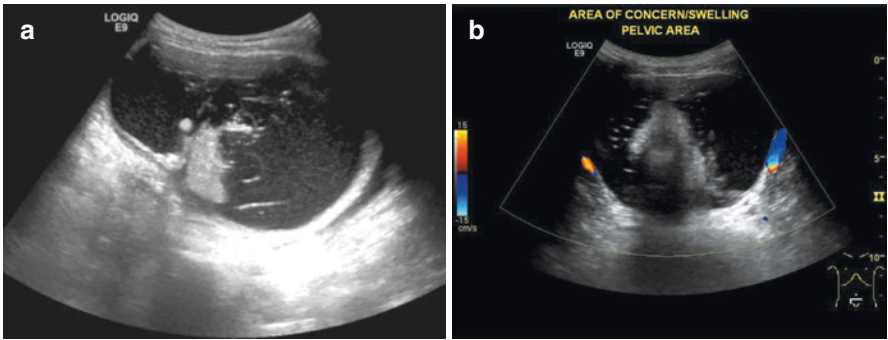 a
LOGIQ
E9
b
AREA OF CONCERN/SWELLING
PELVIC AREA
LOGIQ
E9
0
15
5
-15
cm/s
10